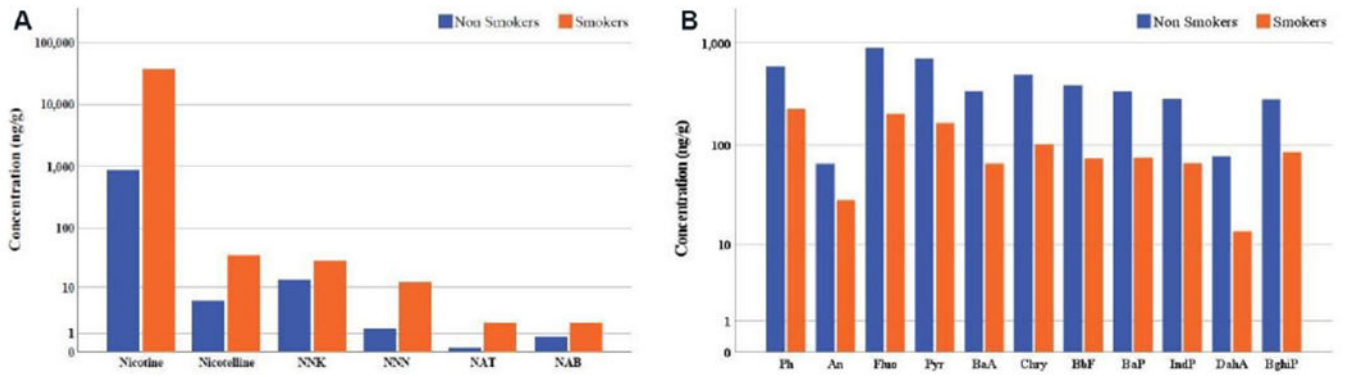 A
Non Smokers Smokers
Concentration (ng/g)
100,000
10,000
1,000
100
10
1
0
Nicotine Nicotelline NNK NNN NAT NAB
B
Non Smokers Smokers
Concentration (ng/g)
1,000
100
10
1
0
Ph An Fluo Pyr BaA Chry BbF BaP IndP DahA BghiP